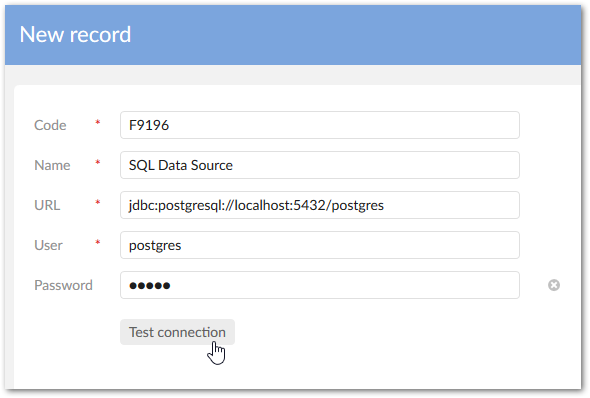 New record
Code * F9196
Name * SQL Data Source
URL * jdbc:postgresql://localhost:5432/postgres
User * postgres
Password ●●●●●
Test connection